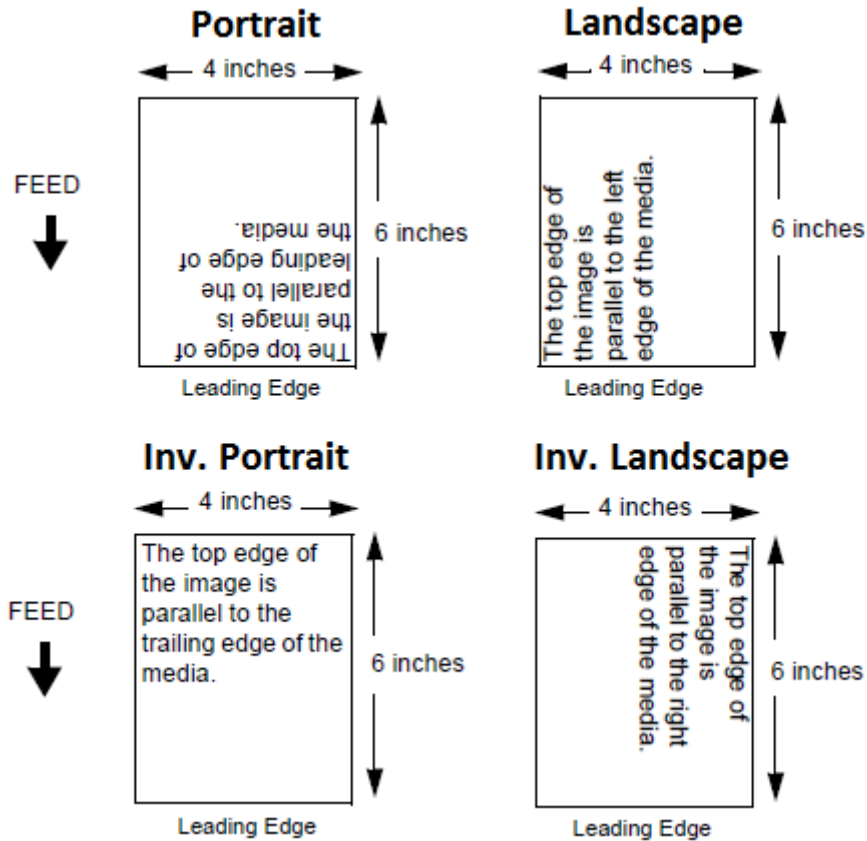 Portrait
4 inches
FEED
6 inches
The top edge of
the image is
parallel to the
leading edge of
the media.
Leading Edge
Landscape
4 inches
6 inches
The top edge of
the image is
parallel to the left
edge of the media.
Leading Edge
Inv. Portrait
4 inches
FEED
The top edge of
the image is
parallel to the
trailing edge of the
media.
6 inches
Leading Edge
Inv. Landscape
4 inches
The top edge of
the image is
parallel to the right
edge of the media.
6 inches
Leading Edge